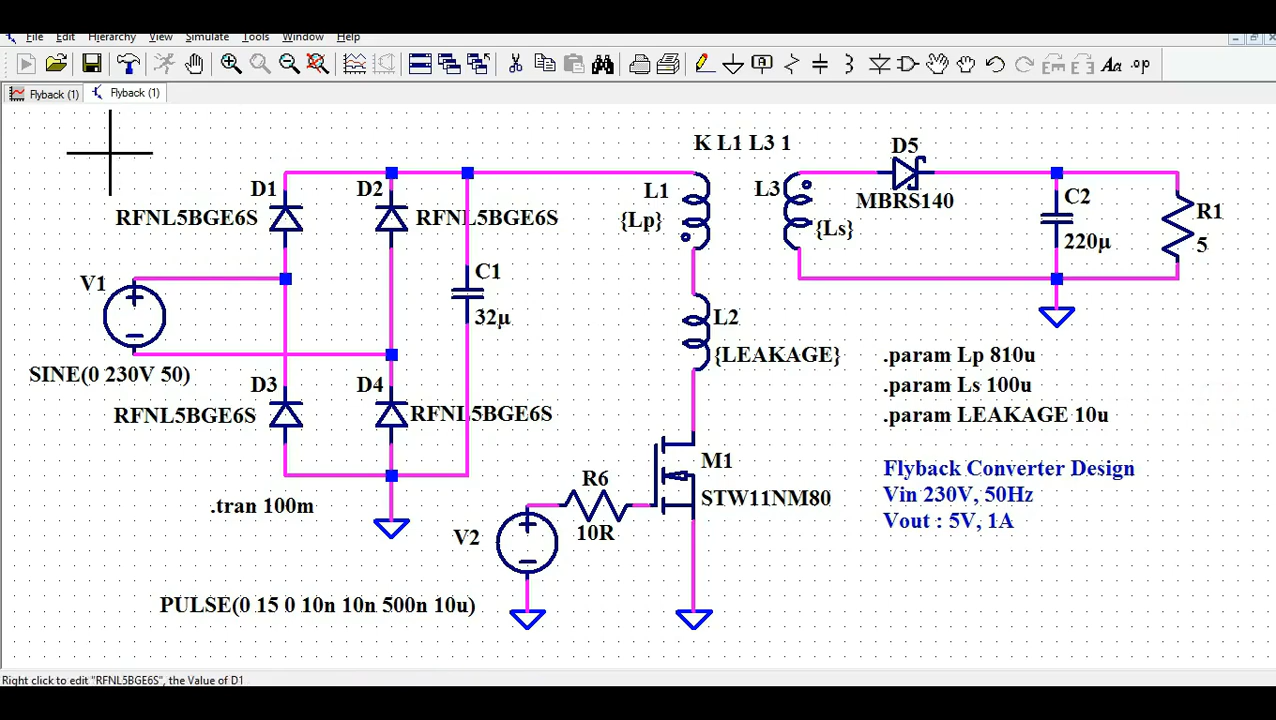 File Edit Hierarchy View Simulate Tools Window Help
.op
Flyback (1) Flyback (1)
K L1 L3 1
D5
MBRS140
D1
RFNL5BGE6S
D2
RFNL5BGE6S
L1
{Lp}
L3
{Ls}
C2
220µ
R1
5
V1
SINE(0 230V 50)
C1
32µ
L2
{LEAKAGE}
.param Lp 810u
.param Ls 100u
.param LEAKAGE 10u
D3
RFNL5BGE6S
D4
RFNL5BGE6S
M1
STW11NM80
Flyback Converter Design
Vin 230V, 50Hz
Vout : 5V, 1A
.tran 100m
R6
10R
V2
PULSE(0 15 0 10n 10n 500n 10u)
Right click to edit "RFNL5BGE6S", the Value of D1